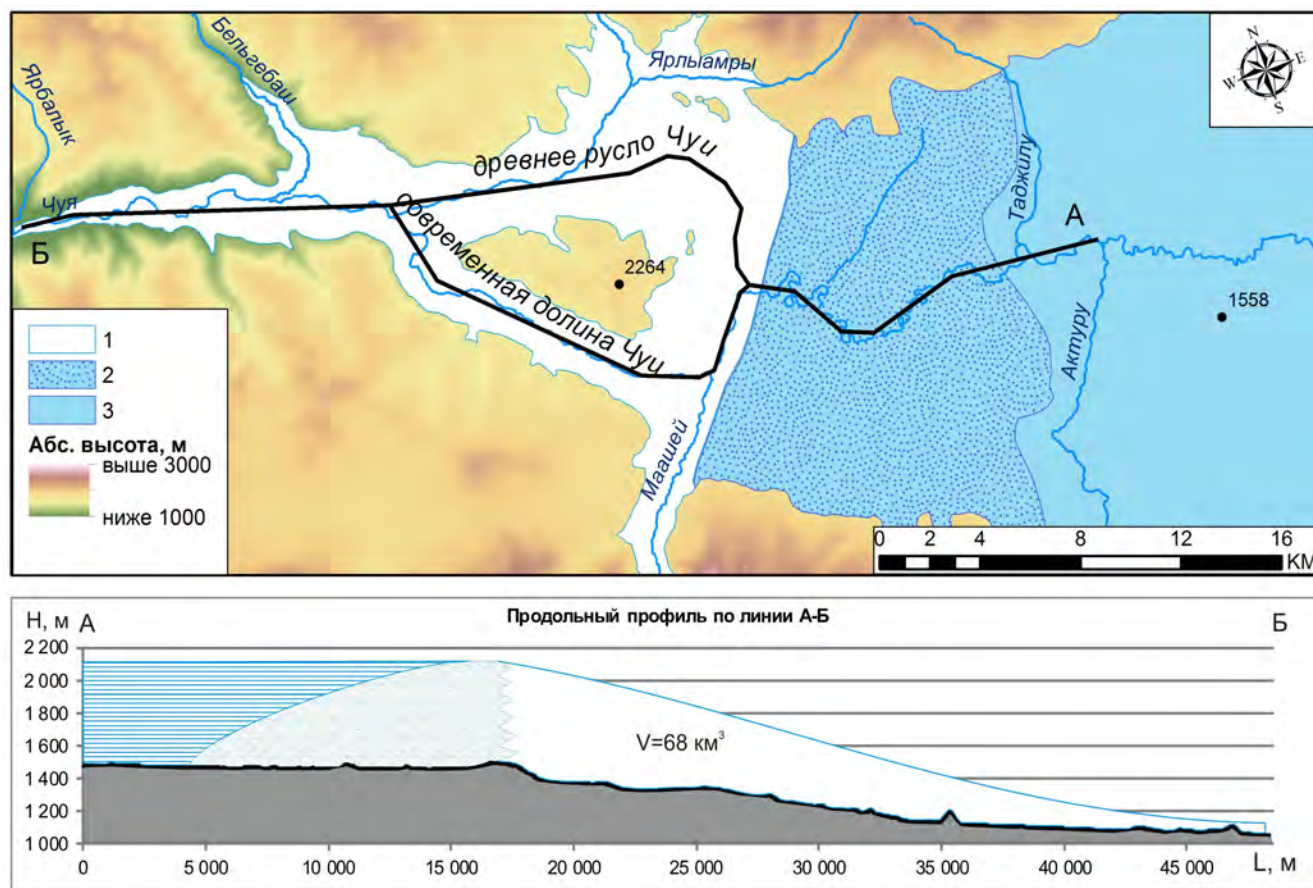 Бельгебаш
Ярбалык
Ярлыамры
N
E
S
W
древнее русло Чуи
Чуя
Б
современная долина Чуи
2264
Таджилу
А
1558
Актуру
Маашей
1
2
3
Абс. высота, м
выше 3000
ниже 1000
0 2 4 8 12 16
KM
Продольный профиль по линии А-Б
Н, м А
Б
2 200
2 000
1 800
1 600
1 400
1 200
1 000
V=68 км³
0 5 000 10 000 15 000 20 000 25 000 30 000 35 000 40 000 45 000 L, м